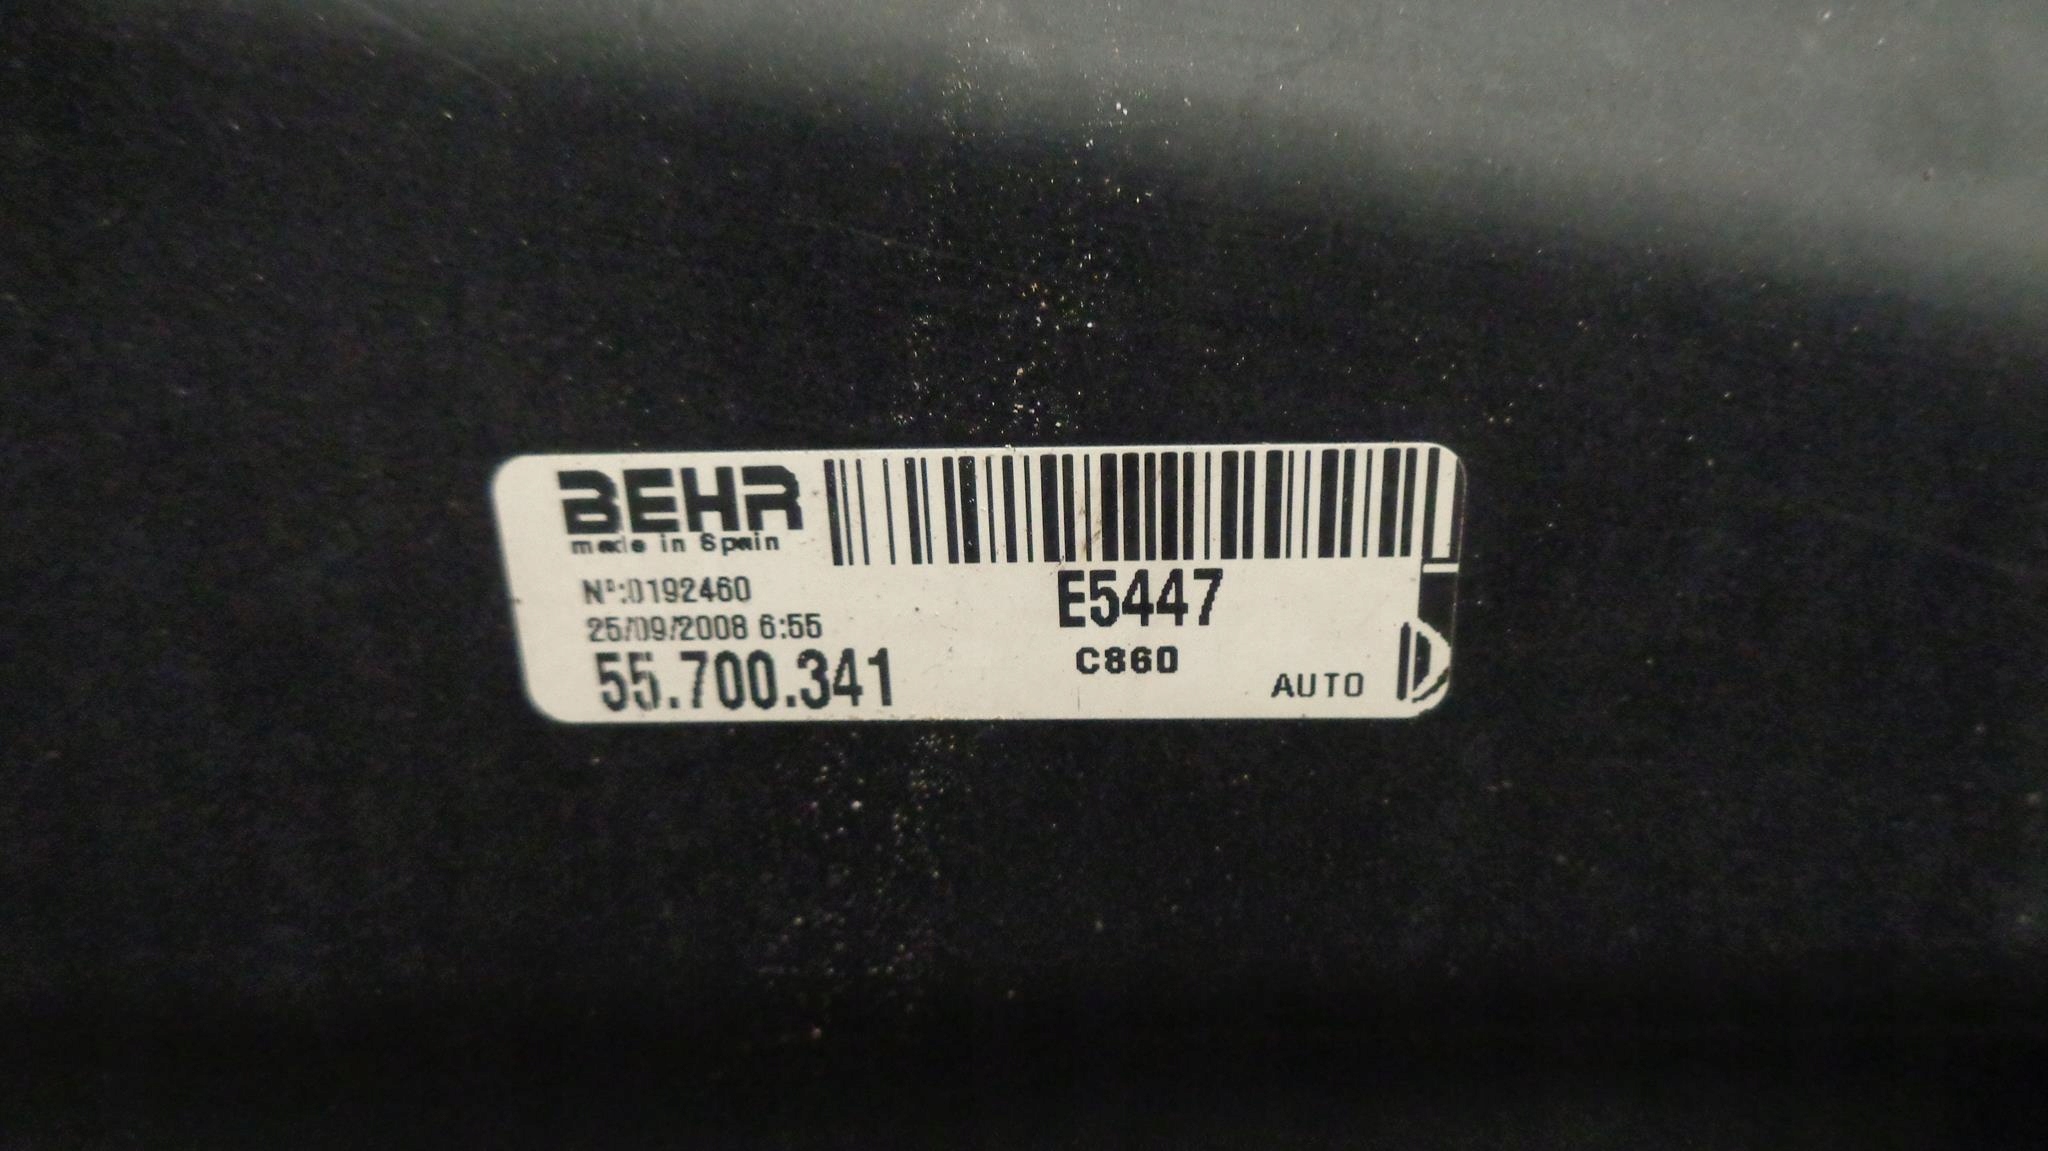 BEHR
made in Spain
Nº:0192460
25/09/2008 6:55
55.700.341
E5447
C860
AUTO